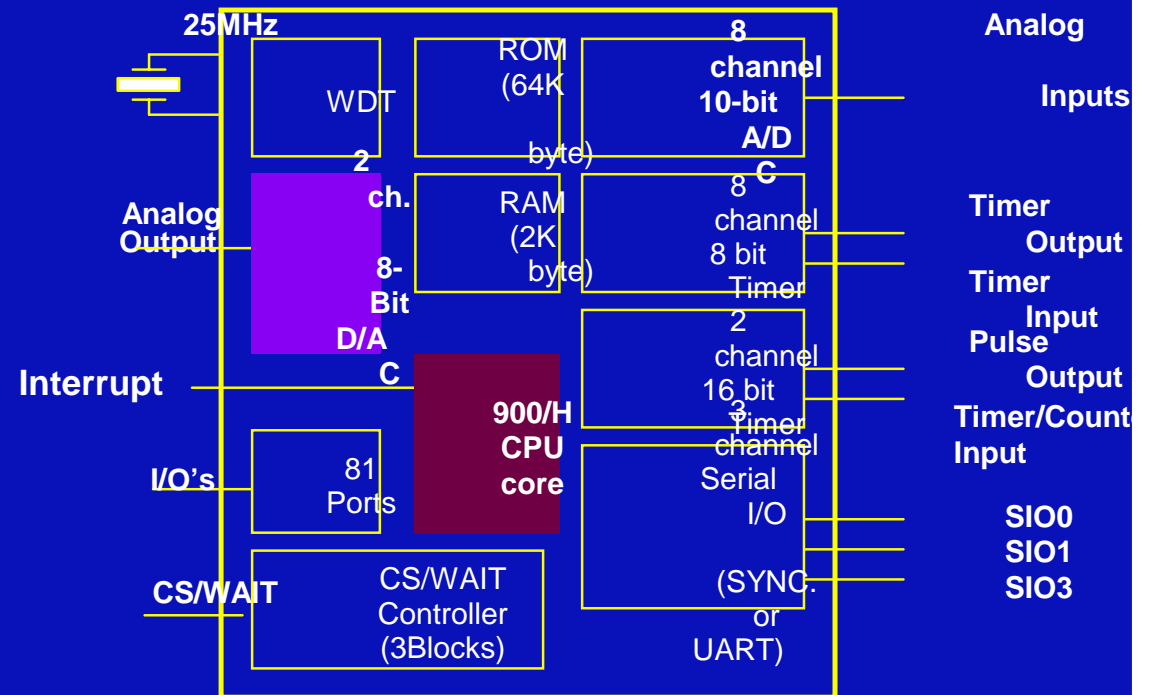 25MHz
WDT
ROM
(64K
byte)
8
channel
10-bit
A/D
C
Analog
Inputs
Analog
Output
2
ch.
8-
Bit
D/A
C
RAM
(2K
byte)
8
channel
8 bit
Timer
Timer
Output
Timer
Input
2
channel
16 bit
Timer
Pulse
Output
Timer/Count
Input
Interrupt
900/H
CPU
core
I/O's
81
Ports
3
channel
Serial
I/O
(SYNC.
or
UART)
SIO0
SIO1
SIO3
CS/WAIT
CS/WAIT
Controller
(3Blocks)